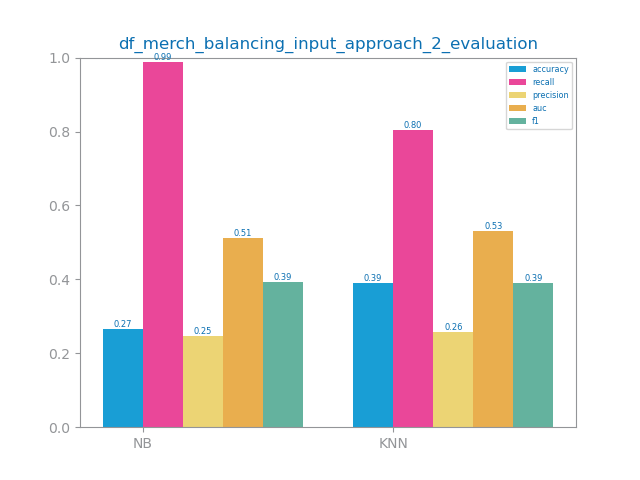 df_merch_balancing_input_approach_2_evaluation
1.0
0.8
0.6
0.4
0.2
0.0
0.27
0.99
0.25
0.51
0.39
0.39
0.80
0.26
0.53
0.39
accuracy
recall
precision
auc
f1
NB
KNN